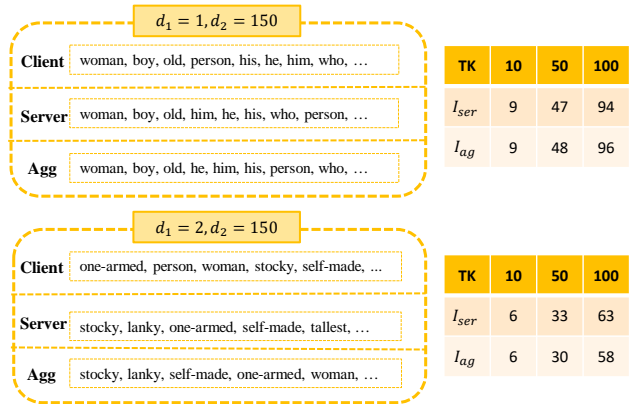 d₁ = 1, d₂ = 150
Client woman, boy, old, person, his, he, him, who, …
Server woman, boy, old, him, he, his, who, person, …
Agg woman, boy, old, he, him, his, person, who, …
TK 10 50 100
I_ser 9 47 94
I_ag 9 48 96
d₁ = 2, d₂ = 150
Client one-armed, person, woman, stocky, self-made, ...
Server stocky, lanky, one-armed, self-made, tallest, …
Agg stocky, lanky, self-made, one-armed, woman, …
TK 10 50 100
I_ser 6 33 63
I_ag 6 30 58